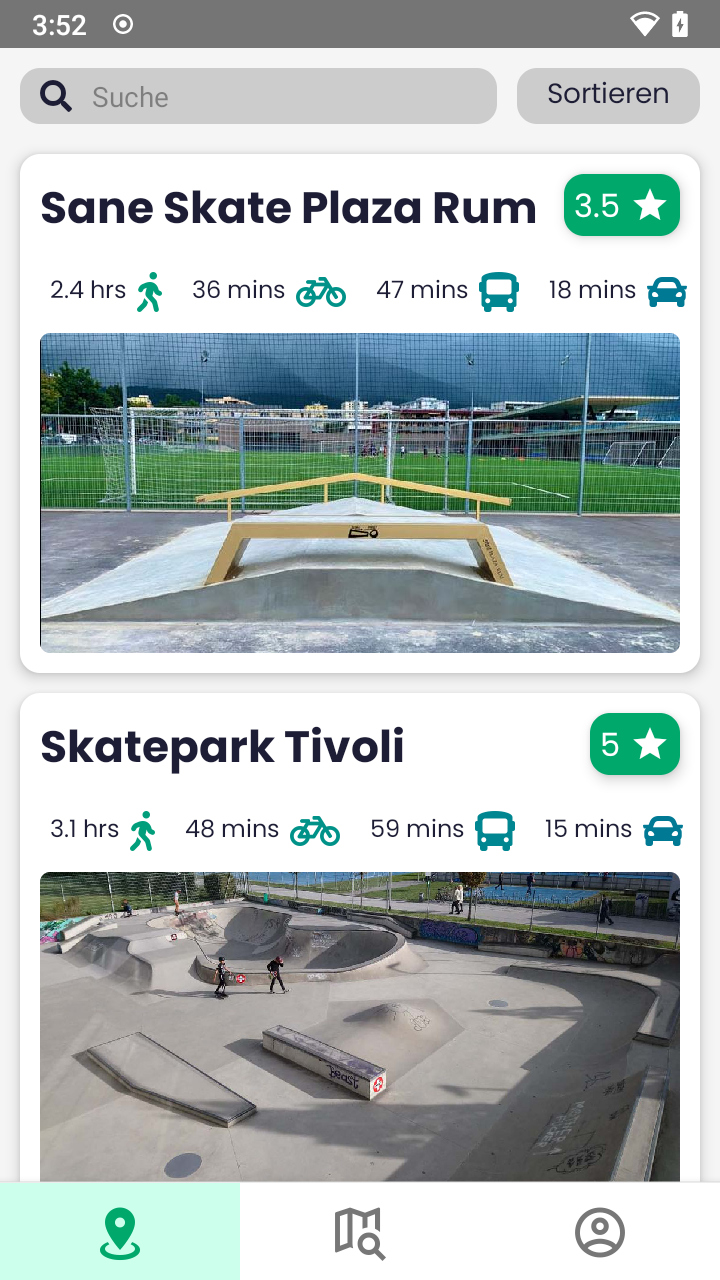 3:52
Suche
Sortieren
Sane Skate Plaza Rum
3.5
2.4 hrs 36 mins 47 mins 18 mins
Skatepark Tivoli
5
3.1 hrs 48 mins 59 mins 15 mins
Beast